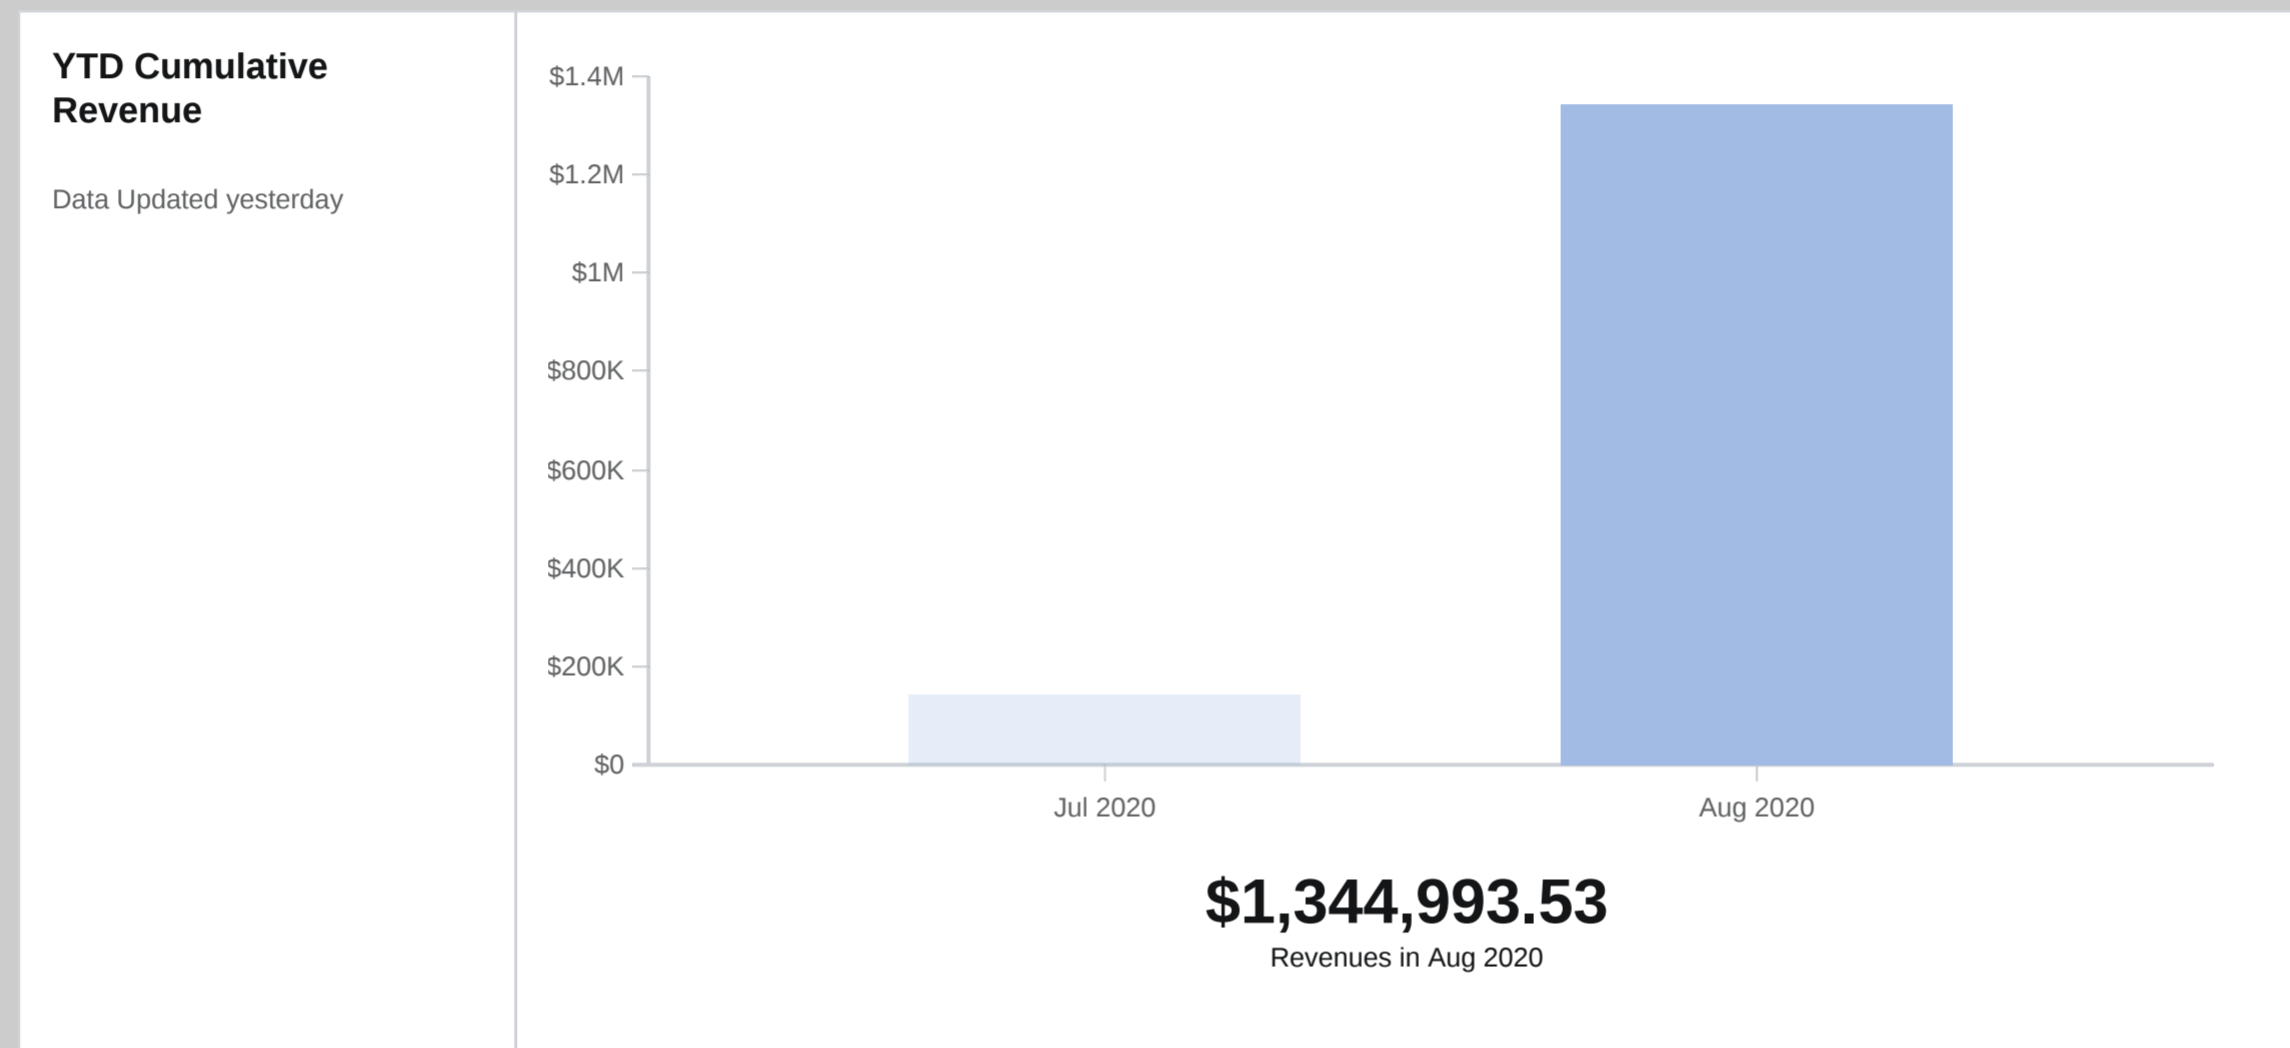 YTD Cumulative
Revenue
Data Updated yesterday
$1.4M
$1.2M
$1M
$800K
$600K
$400K
$200K
$0
Jul 2020
Aug 2020
$1,344,993.53
Revenues in Aug 2020